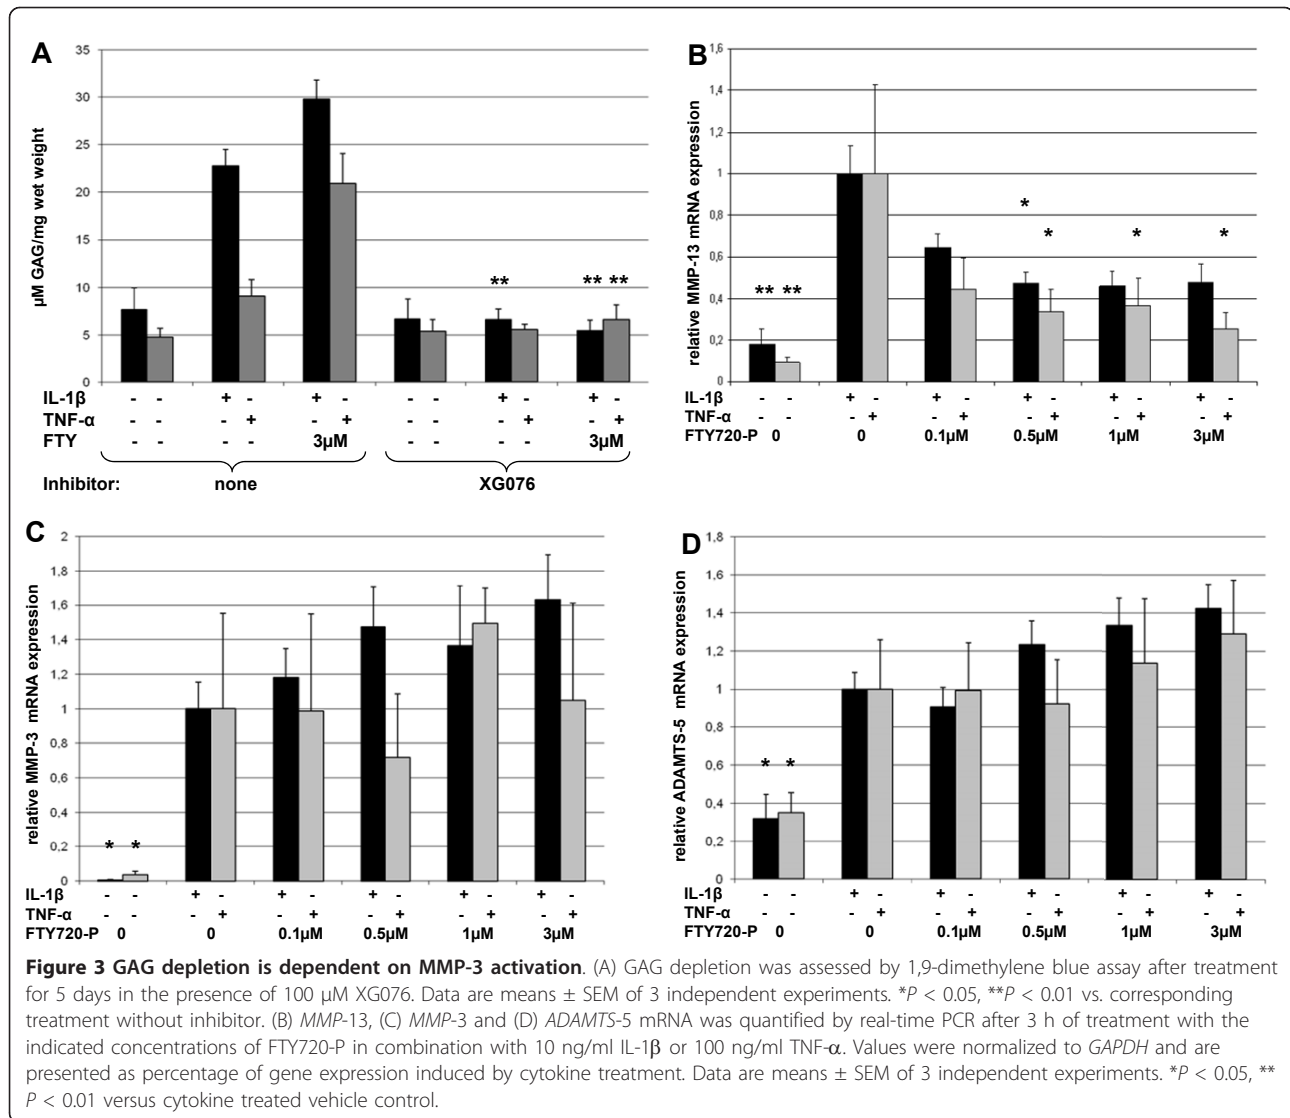 A
35
30
25
20
15
10
5
0
µM GAG/mg wet weight
** ** **
IL-1β - - + - + - - - + - + -
TNF-α - - - + - + - - - + - +
FTY - - - - 3µM - - - - 3µM
Inhibitor: none XG076
B
1,6
1,4
1,2
1
0,8
0,6
0,4
0,2
0
relative MMP-13 mRNA expression
** ** * * * *
IL-1β - - + - + - + - + - + -
TNF-α - - - + - + - + - + - +
FTY720-P 0 0 0.1µM 0.5µM 1µM 3µM
C
2
1,8
1,6
1,4
1,2
1
0,8
0,6
0,4
0,2
0
relative MMP-3 mRNA expression
* *
IL-1β - - + - + - + - + - + -
TNF-α - - - + - + - + - + - +
FTY720-P 0 0 0.1µM 0.5µM 1µM 3µM
D
1,8
1,6
1,4
1,2
1
0,8
0,6
0,4
0,2
0
relative ADAMTS-5 mRNA expression
* *
IL-1β - - + - + - + - + - + -
TNF-α - - - + - + - + - + - +
FTY720-P 0 0 0.1µM 0.5µM 1µM 3µM
Figure 3 GAG depletion is dependent on MMP-3 activation. (A) GAG depletion was assessed by 1,9-dimethylene blue assay after treatment
for 5 days in the presence of 100 µM XG076. Data are means ± SEM of 3 independent experiments. *P < 0.05, **P < 0.01 vs. corresponding
treatment without inhibitor. (B) MMP-13, (C) MMP-3 and (D) ADAMTS-5 mRNA was quantified by real-time PCR after 3 h of treatment with the
indicated concentrations of FTY720-P in combination with 10 ng/ml IL-1β or 100 ng/ml TNF-α. Values were normalized to GAPDH and are
presented as percentage of gene expression induced by cytokine treatment. Data are means ± SEM of 3 independent experiments. *P < 0.05, **
P < 0.01 versus cytokine treated vehicle control.